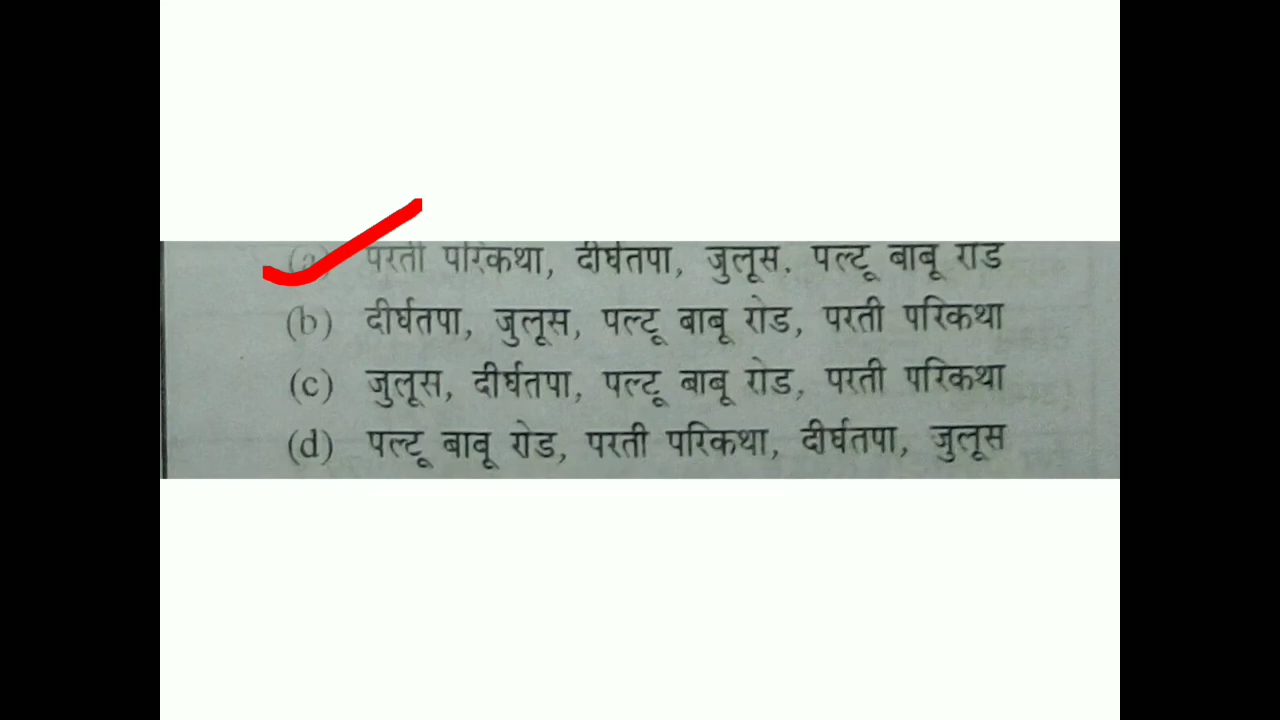 (a) परती परिकथा, दीर्घतपा, जुलूस, पल्टू बाबू रोड
(b) दीर्घतपा, जुलूस, पल्टू बाबू रोड, परती परिकथा
(c) जुलूस, दीर्घतपा, पल्टू बाबू रोड, परती परिकथा
(d) पल्टू बाबू रोड, परती परिकथा, दीर्घतपा, जुलूस